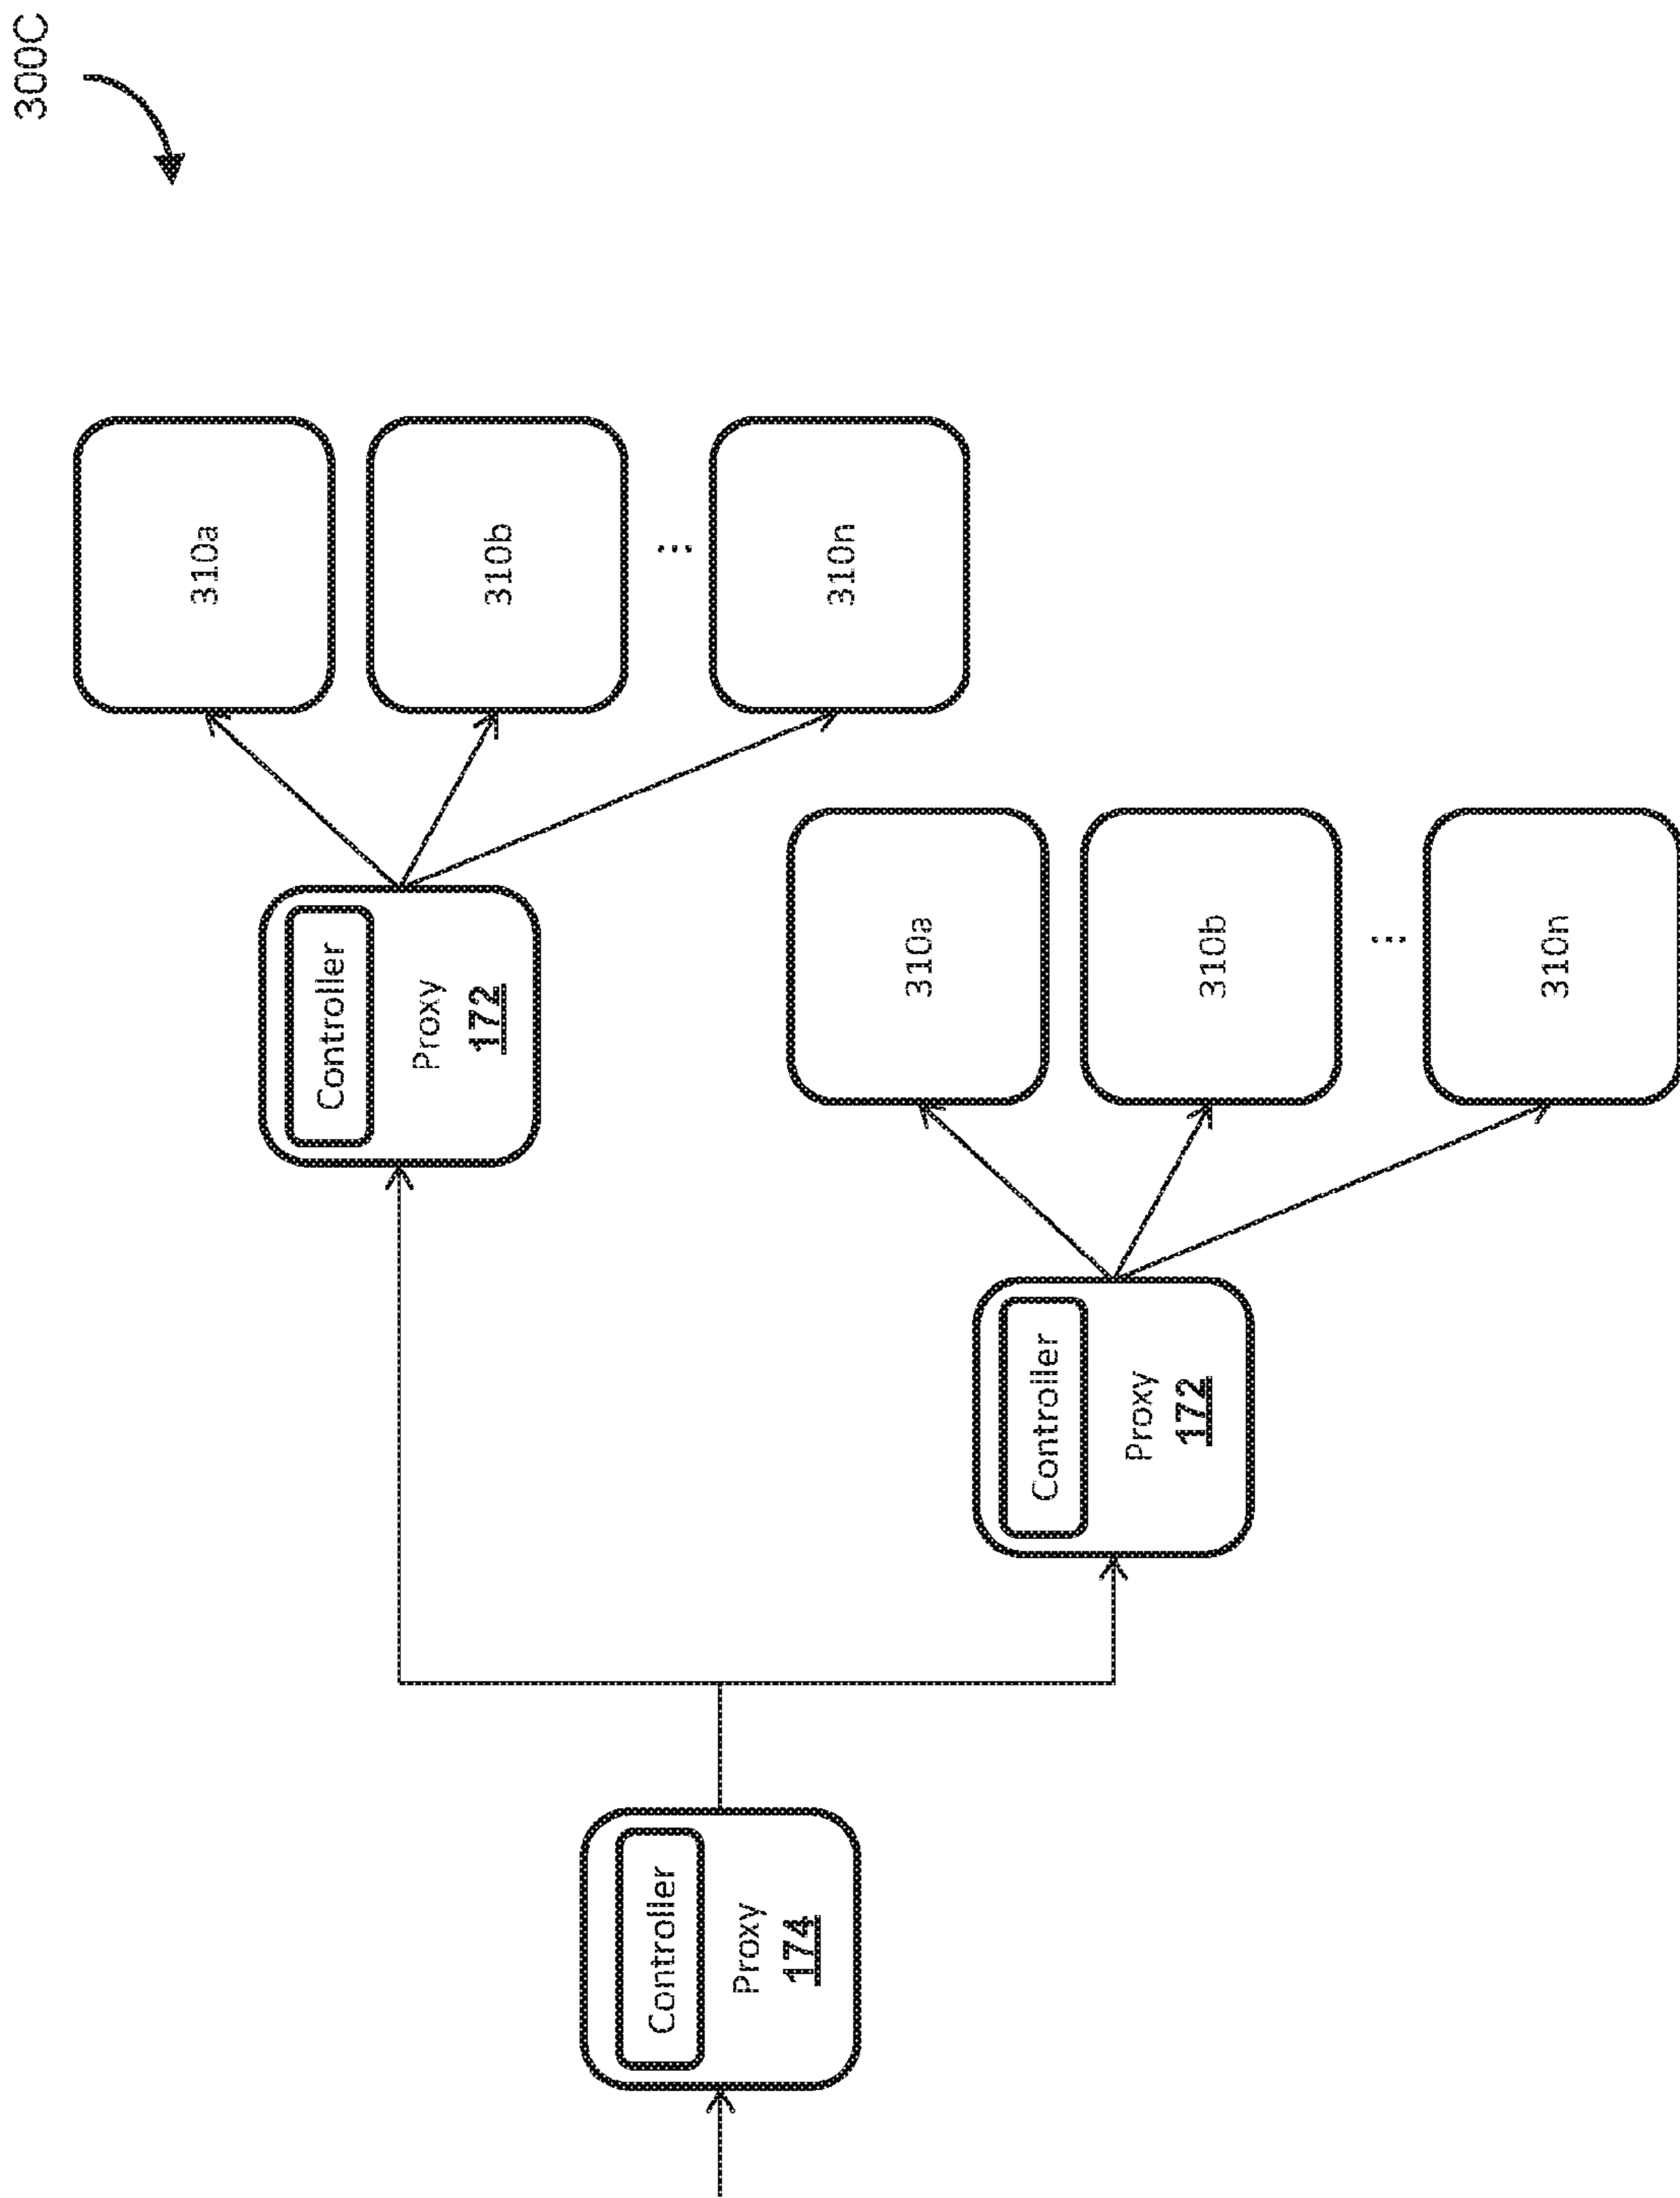 300C
310a
310b
⋮
310n
Controller
Proxy
172
310a
310b
⋮
310n
Controller
Proxy
172
Controller
Proxy
174